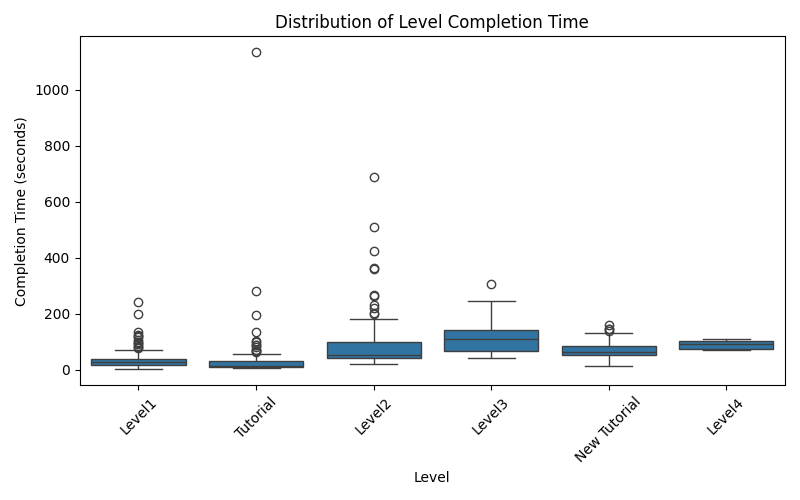 Distribution of Level Completion Time
Completion Time (seconds)
1000
800
600
400
200
0
Level1
Tutorial
Level2
Level3
New Tutorial
Level4
Level